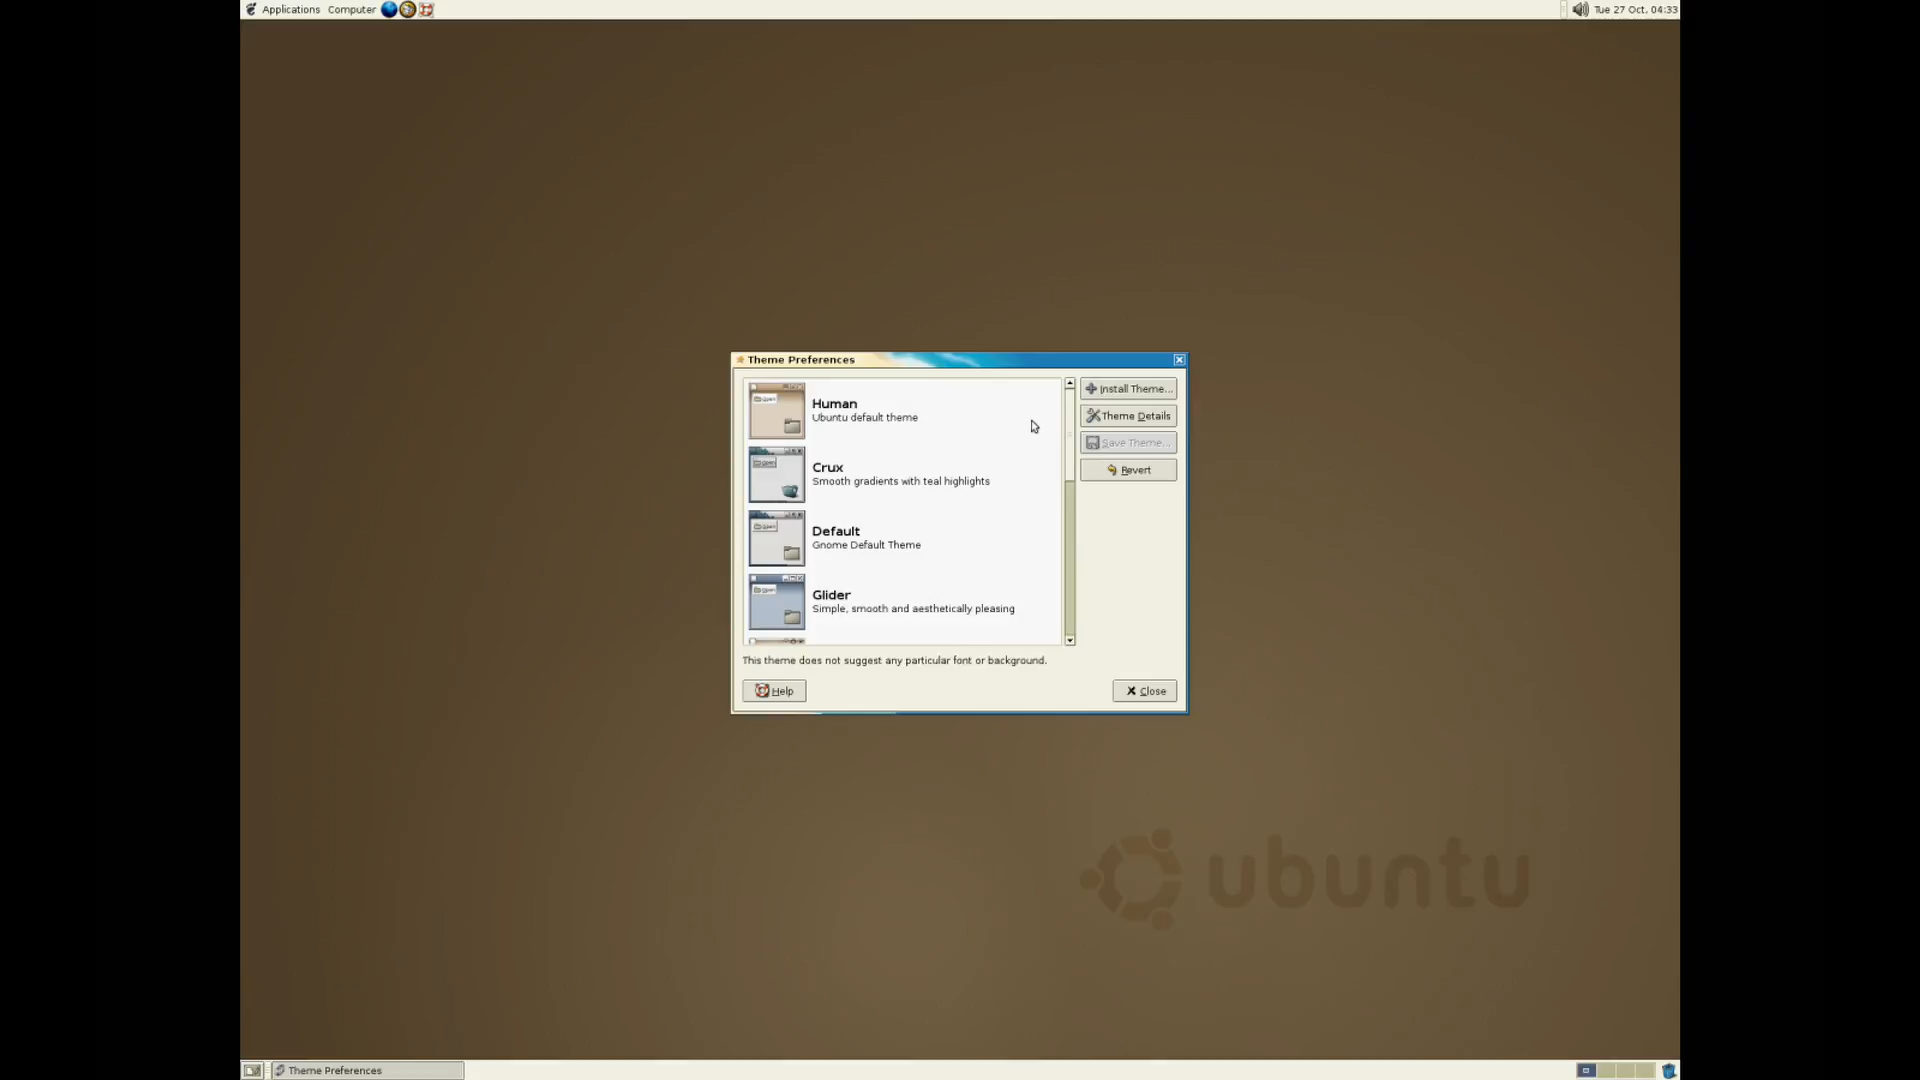 Applications Computer
Tue 27 Oct, 04:33
Theme Preferences
Human
Ubuntu default theme
Crux
Smooth gradients with teal highlights
Default
Gnome Default Theme
Glider
Simple, smooth and aesthetically pleasing
Install Theme...
Theme Details
Save Theme...
Revert
This theme does not suggest any particular font or background.
Help
Close
ubuntu
Theme Preferences